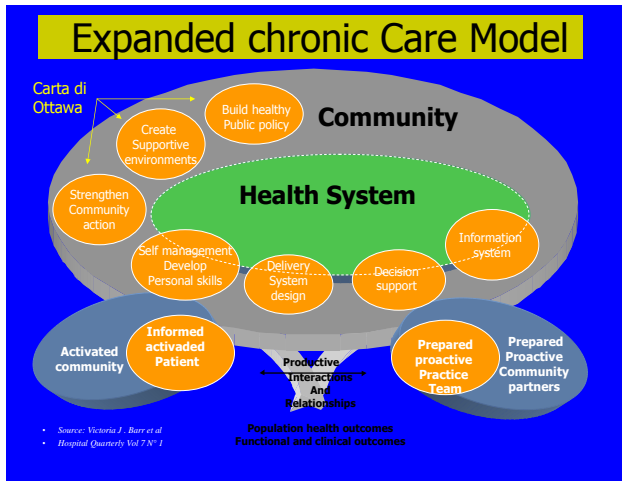 Expanded chronic Care Model
Carta di
Ottawa
Build healthy
Public policy
Community
Create
Supportive
environments
Strengthen
Community
action
Health System
Self management
Develop
Personal skills
Delivery
System
design
Decision
support
Information
system
Activated
community
Informed
activaded
Patient
Productive
Interactions
And
Relationships
Prepared
proactive
Practice
Team
Prepared
Proactive
Community
partners
• Source: Victoria J . Barr et al
• Hospital Quarterly Vol 7 N° 1
Population health outcomes
Functional and clinical outcomes